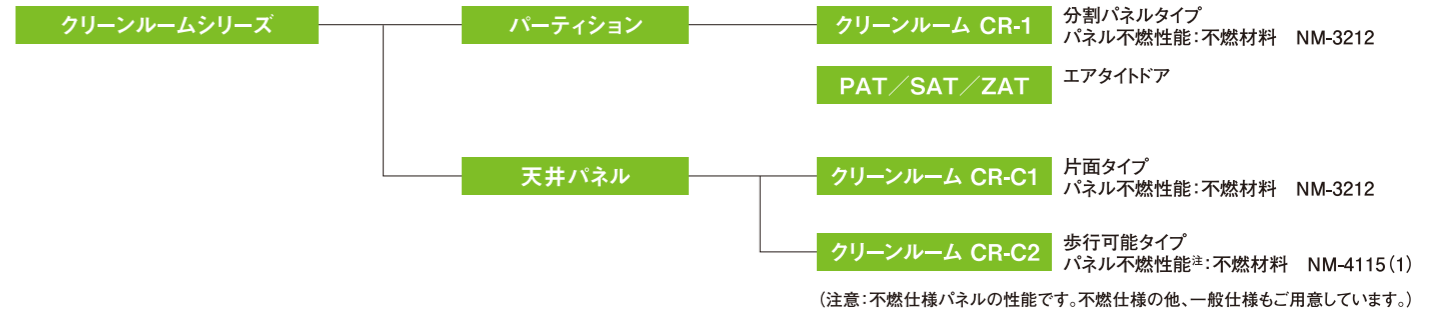 クリーンルームシリーズ
パーティション
クリーンルーム CR-1
分割パネルタイプ
パネル不燃性能:不燃材料 NM-3212
PAT/SAT/ZAT
エアタイトドア
天井パネル
クリーンルーム CR-C1
片面タイプ
パネル不燃性能:不燃材料 NM-3212
クリーンルーム CR-C2
歩行可能タイプ
パネル不燃性能注:不燃材料 NM-4115(1)
(注意:不燃仕様パネルの性能です。不燃仕様の他、一般仕様もご用意しています。)